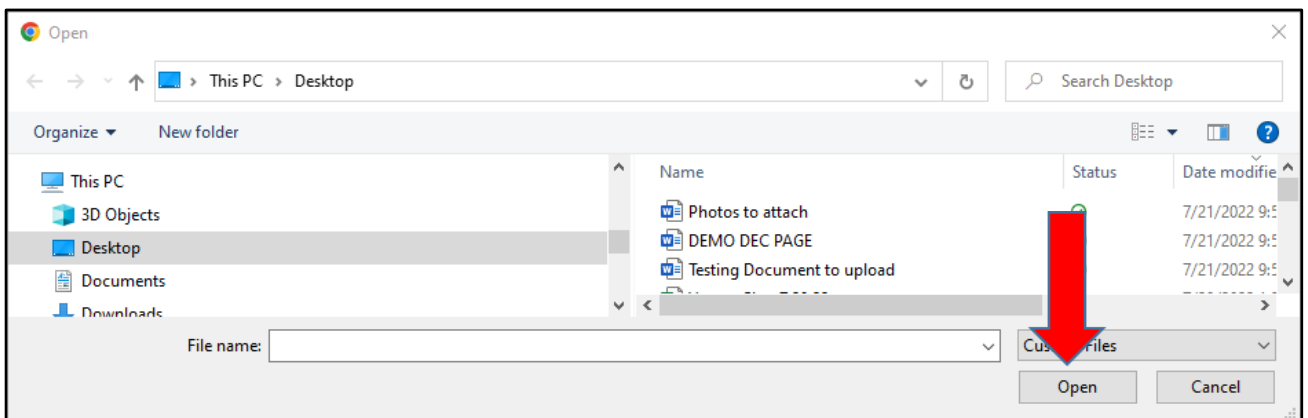 Open
This PC > Desktop
Search Desktop
Organize
New folder
Name
Status
Date modifie
This PC
3D Objects
Desktop
Documents
Downloads
Photos to attach
7/21/2022 9:5
DEMO DEC PAGE
7/21/2022 9:5
Testing Document to upload
7/21/2022 9:5
File name:
Files
Open
Cancel